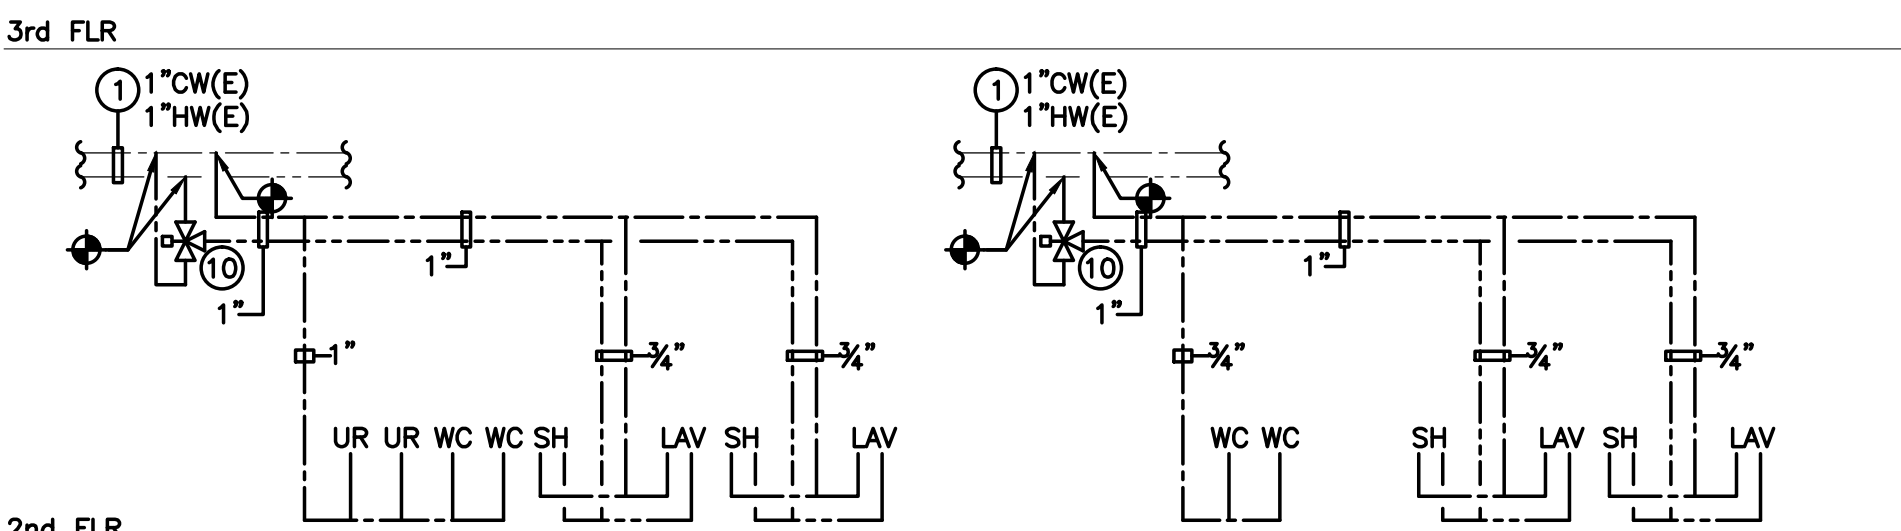 3rd FLR
1 1"CW(E)
1"HW(E)
1 1"CW(E)
1"HW(E)
10
1"
1"
10
1"
1"
1"
3/4"
3/4"
3/4"
3/4"
3/4"
UR UR WC WC SH LAV SH LAV
WC WC SH LAV SH LAV
2nd FLR